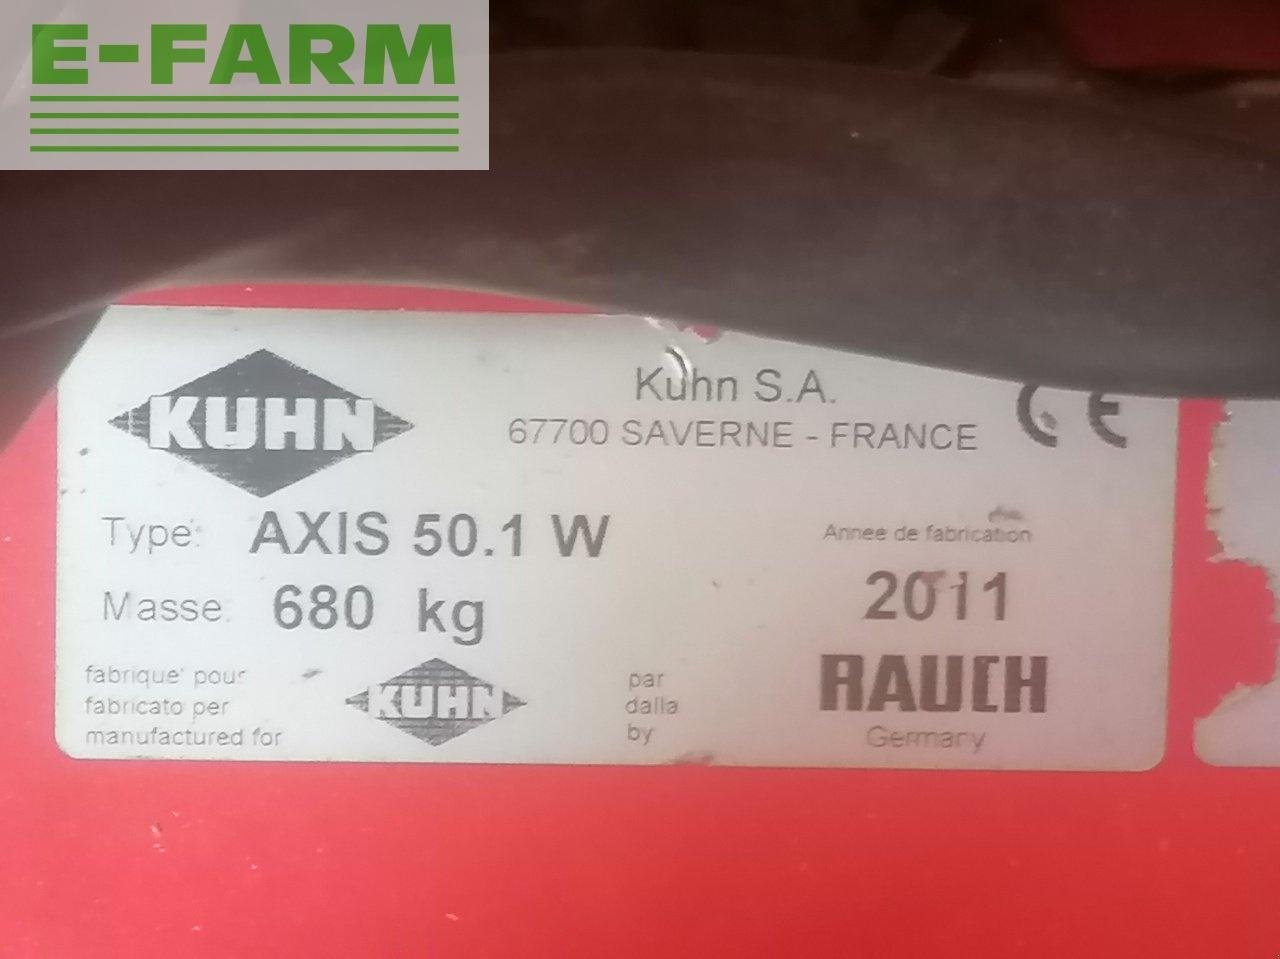 E-FARM
KUHN
Kuhn S.A.
67700 SAVERNE - FRANCE
CE
Type: AXIS 50.1 W
Annee de fabrication
Masse: 680 kg
2011
fabrique' pour
fabricato per
manufactured for
KUHN
par
dalla
by
RAUCH
Germany